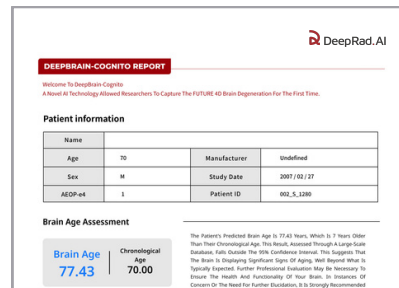 DeepRad.AI
DEEPBRAIN-COGNITO REPORT
Welcome To DeepBrain-Cognito
A Novel AI Technology Allowed Researchers To Capture The FUTURE 4D Brain Degeneration For The First Time.
Patient information
Name
Age 70 Manufacturer Undefined
Sex M Study Date 2007 / 02 / 27
AEOP-e4 1 Patient ID 002_S_1280
Brain Age Assessment
Brain Age
77.43
Chronological
Age
70.00
The Patient's Predicted Brain Age Is 77.43 Years, Which Is 7 Years Older
Than Their Chronological Age. This Result, Assessed Through A Large-Scale
Database, Falls Outside The 95% Confidence Interval. This Suggests That
The Brain Is Displaying Significant Signs Of Aging, Well Beyond What Is
Typically Expected. Further Professional Evaluation May Be Necessary To
Ensure The Health And Functionality Of Your Brain. In Instances Of
Concern Or The Need For Further Elucidation, It Is Strongly Recommended